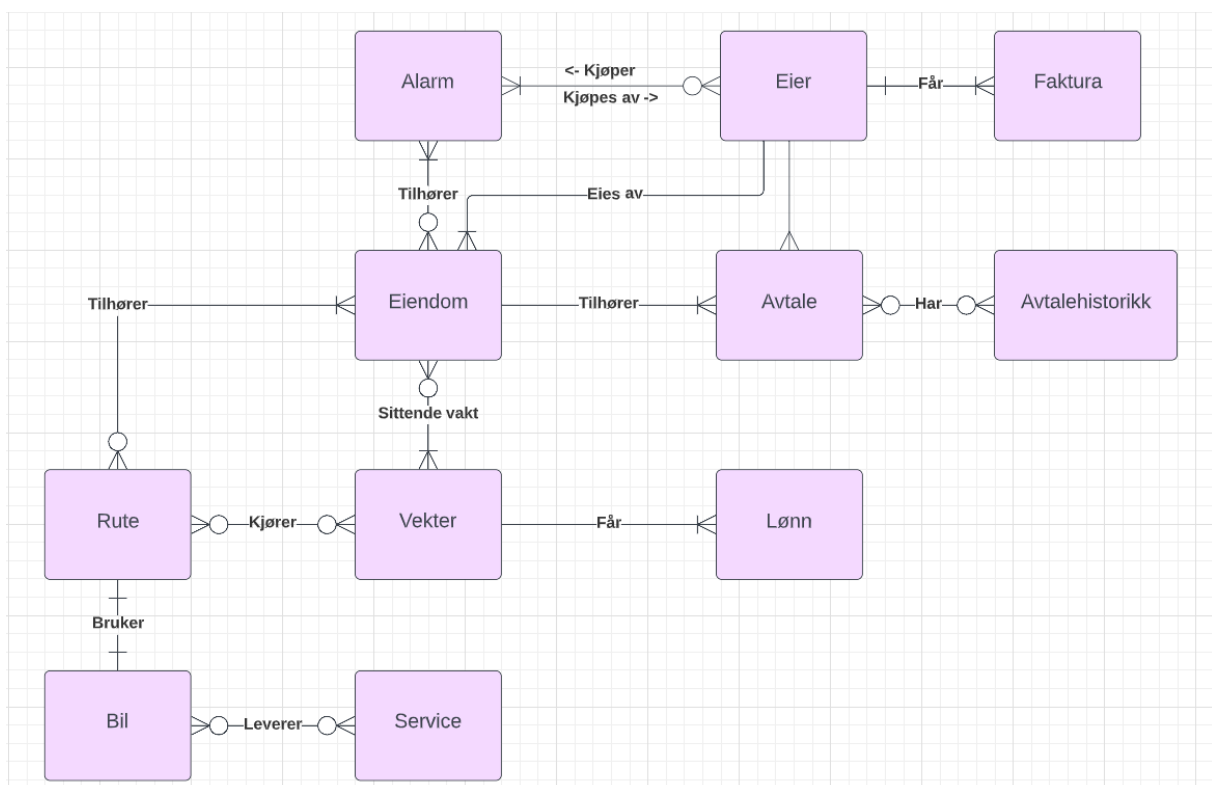 Alarm
<- Kjøper
Kjøpes av ->
Eier
Får
Faktura
Tilhører
Eies av
Tilhører
Eiendom
Tilhører
Avtale
Har
Avtalehistorikk
Sittende vakt
Rute
Kjører
Vekter
Får
Lønn
Bruker
Bil
Leverer
Service